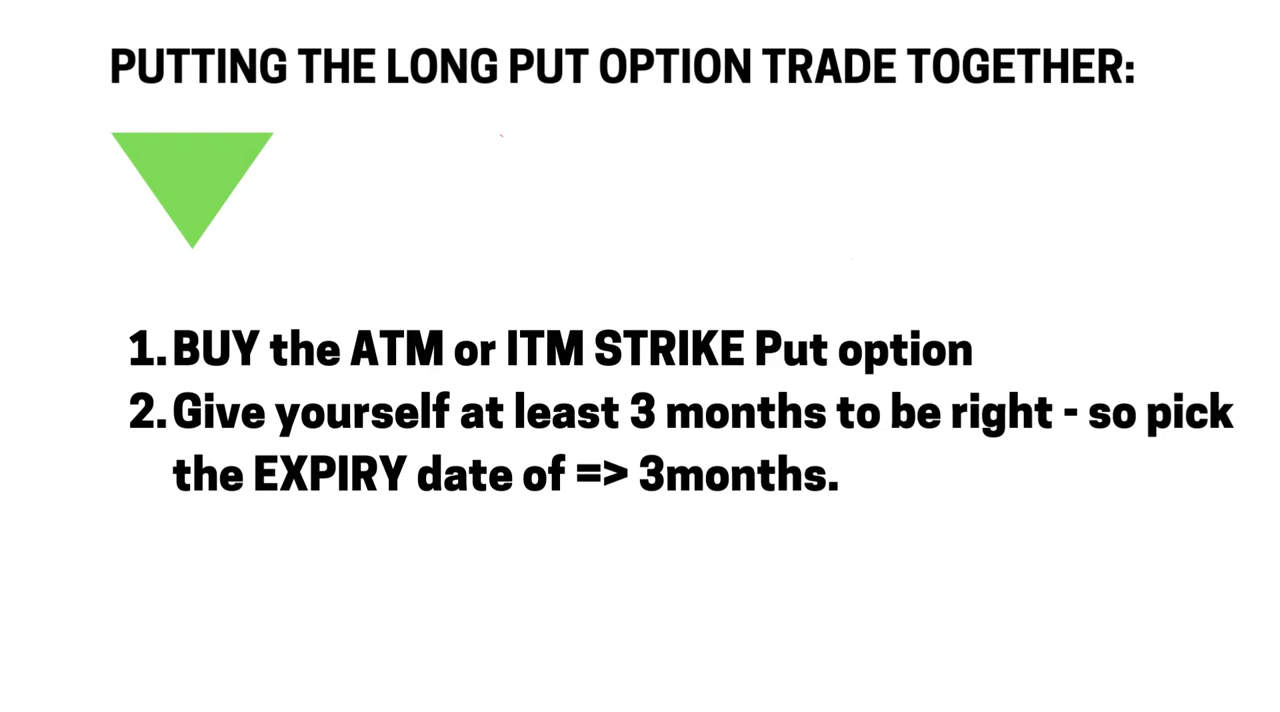 PUTTING THE LONG PUT OPTION TRADE TOGETHER:
1. BUY the ATM or ITM STRIKE Put option
2. Give yourself at least 3 months to be right - so pick
the EXPIRY date of => 3months.